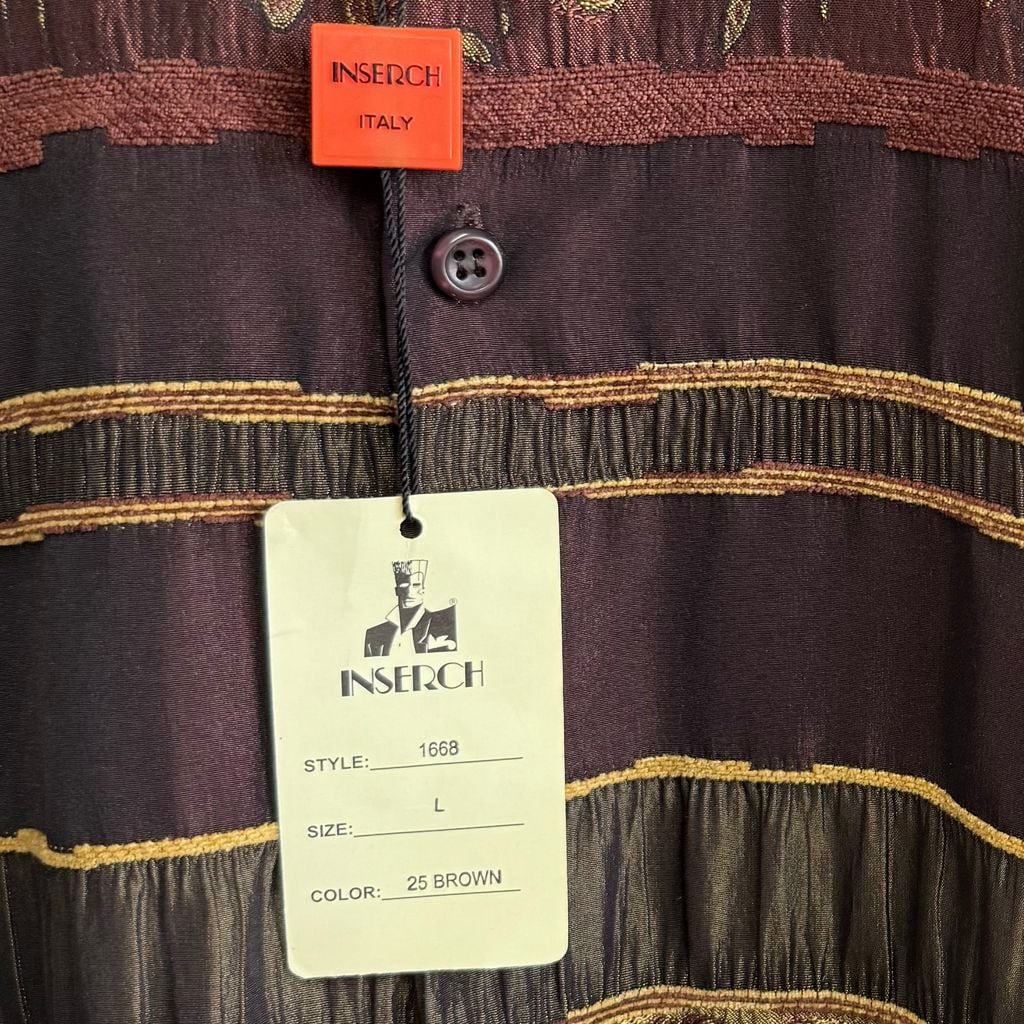 INSERCH
ITALY
®
INSERCH
STYLE: 1668
SIZE: L
COLOR: 25 BROWN